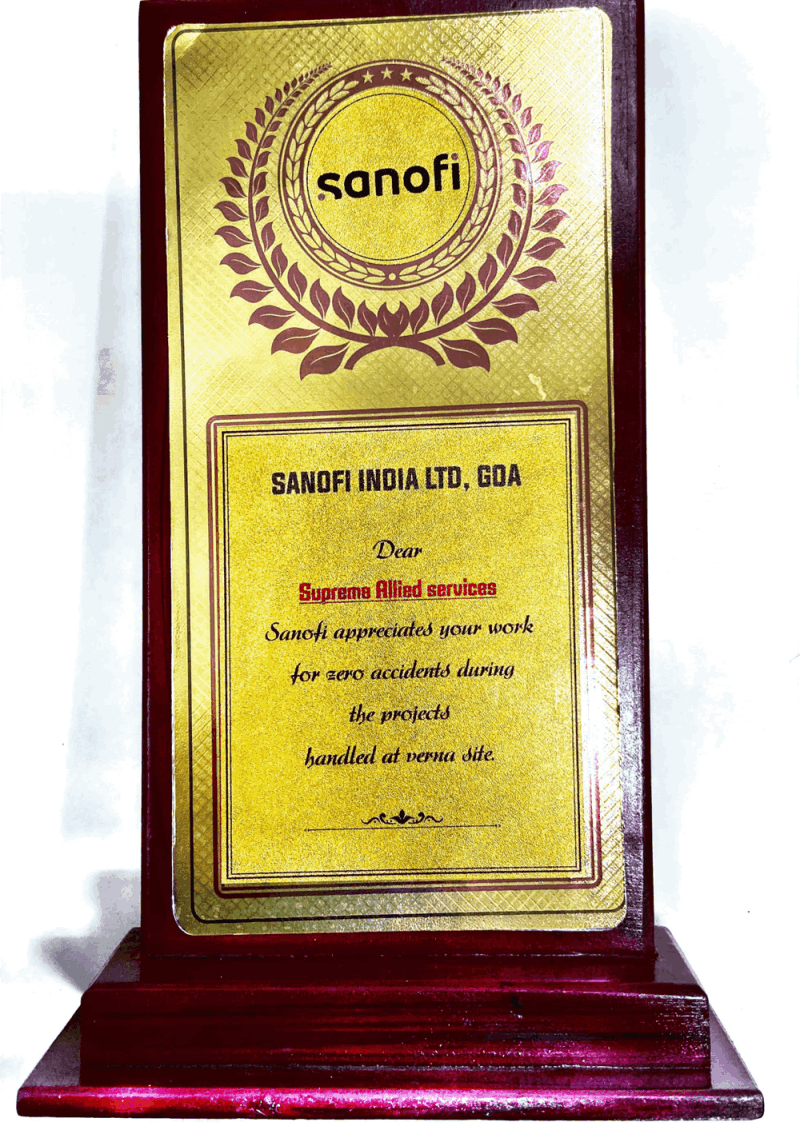 sanofi
SANOFI INDIA LTD, GOA
Dear
Supreme Allied services
Sanofi appreciates your work
for zero accidents during
the projects
handled at verna site.